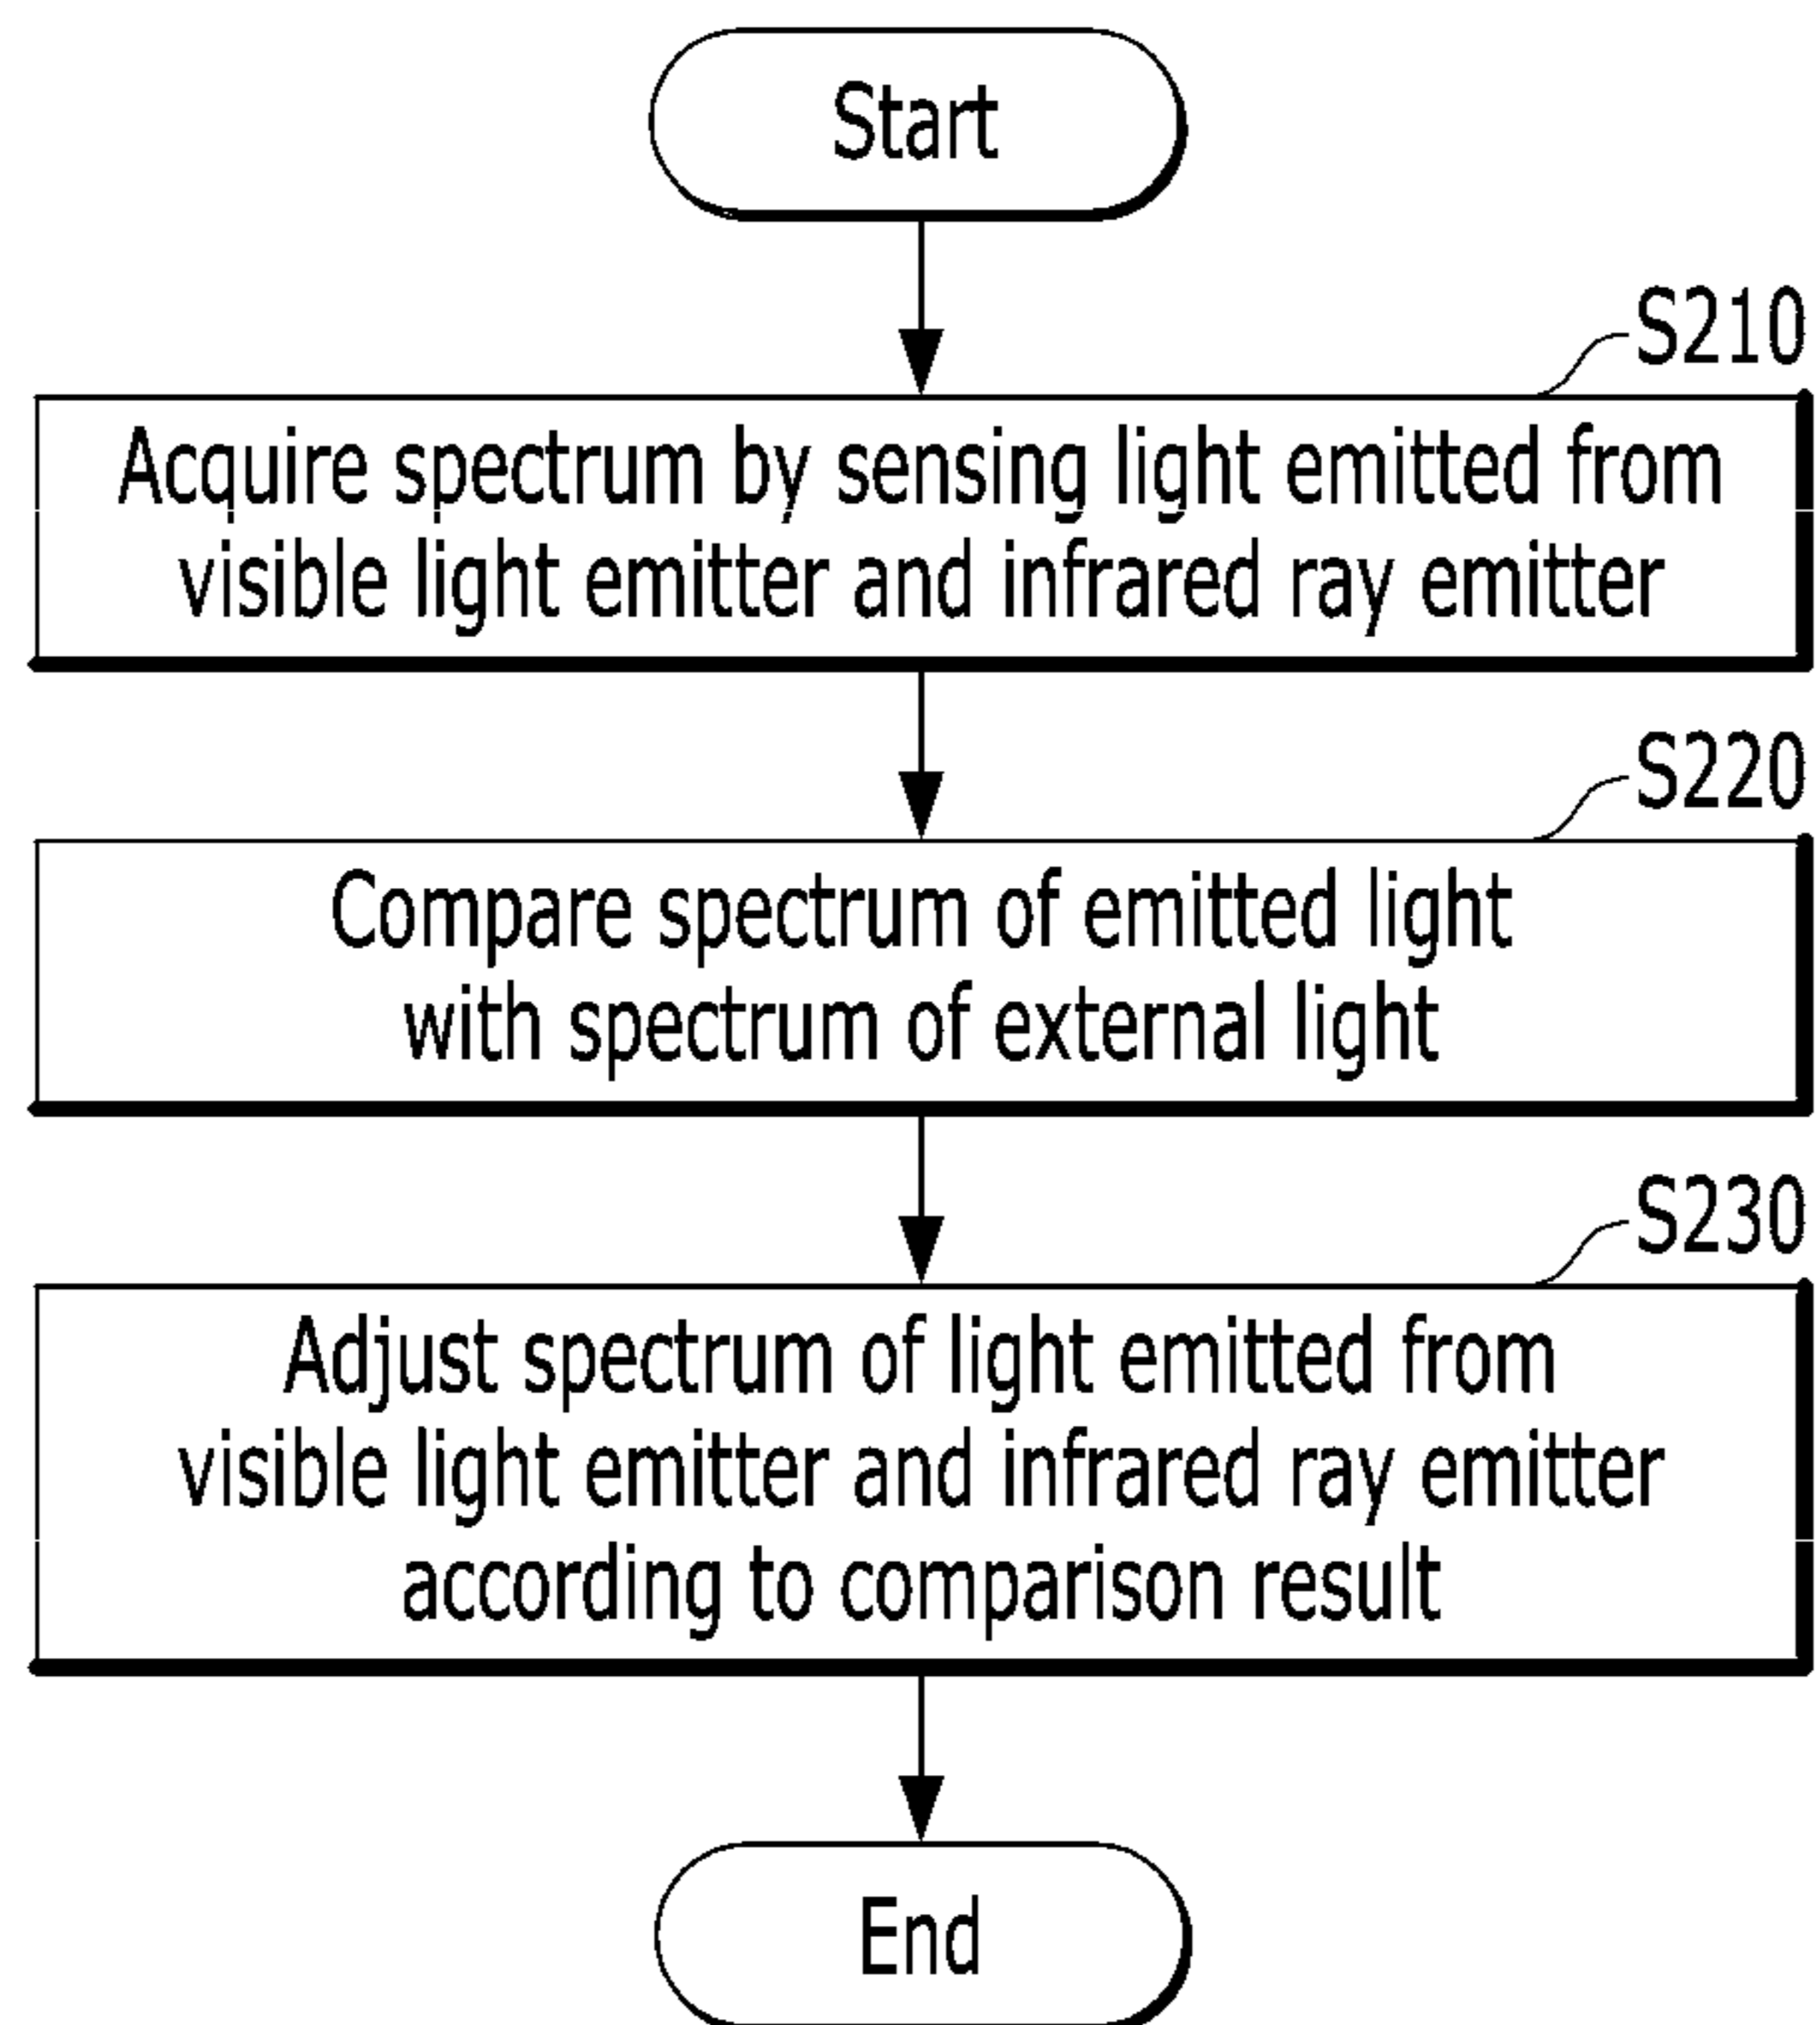 Start
S210
Acquire spectrum by sensing light emitted from
visible light emitter and infrared ray emitter
S220
Compare spectrum of emitted light
with spectrum of external light
S230
Adjust spectrum of light emitted from
visible light emitter and infrared ray emitter
according to comparison result
End